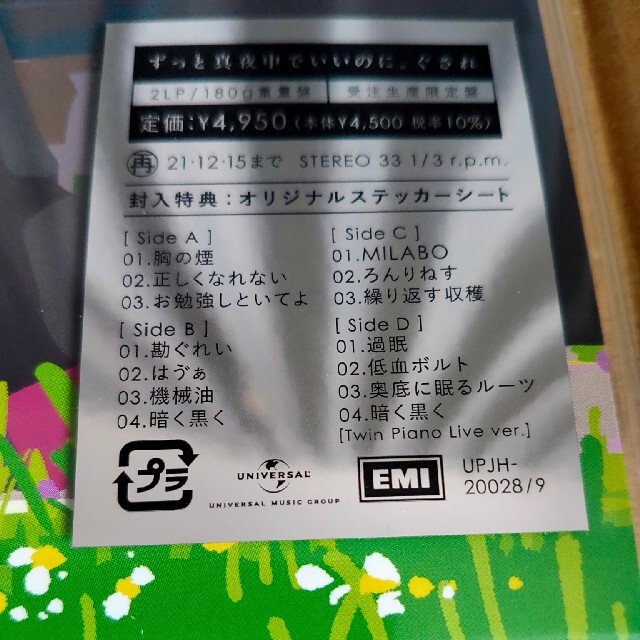 ずっと真夜中でいいのに。ぐされ
2LP/180g重量盤 受注生産限定盤
定価:¥4,950(本体¥4,500 税率10%)
再 21・12・15まで STEREO 33 1/3 r.p.m.
封入特典:オリジナルステッカーシート
[ Side A ]
01.胸の煙
02.正しくなれない
03.お勉強しといてよ
[ Side B ]
01.勘ぐれい
02.はゔぁ
03.機械油
04.暗く黒く
[ Side C ]
01.MILABO
02.ろんりねす
03.繰り返す収穫
[ Side D ]
01.過眠
02.低血ボルト
03.奥底に眠るルーツ
04.暗く黒く
[Twin Piano Live ver.]
プラ
UNIVERSAL
UNIVERSAL MUSIC GROUP
EMI
UPJH-
20028/9